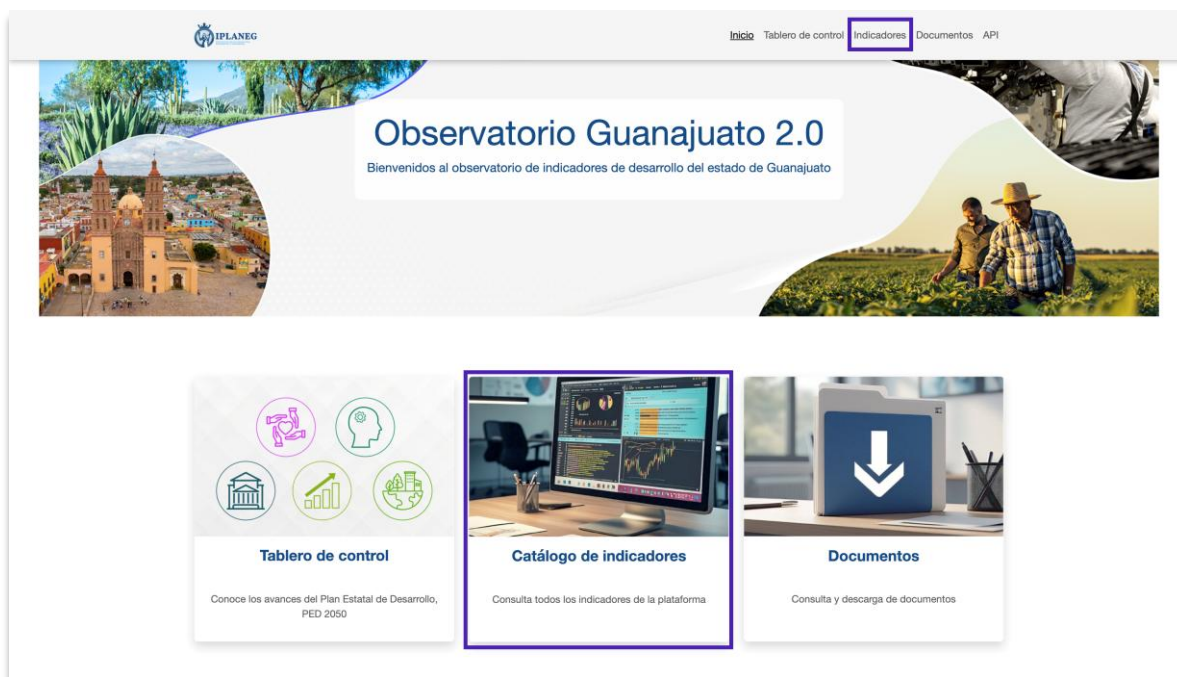 IPLANEG
Inicio Tablero de control Indicadores Documentos API
Observatorio Guanajuato 2.0
Bienvenidos al observatorio de indicadores de desarrollo del estado de Guanajuato
Tablero de control
Conoce los avances del Plan Estatal de Desarrollo,
PED 2050
Catálogo de indicadores
Consulta todos los indicadores de la plataforma
Documentos
Consulta y descarga de documentos